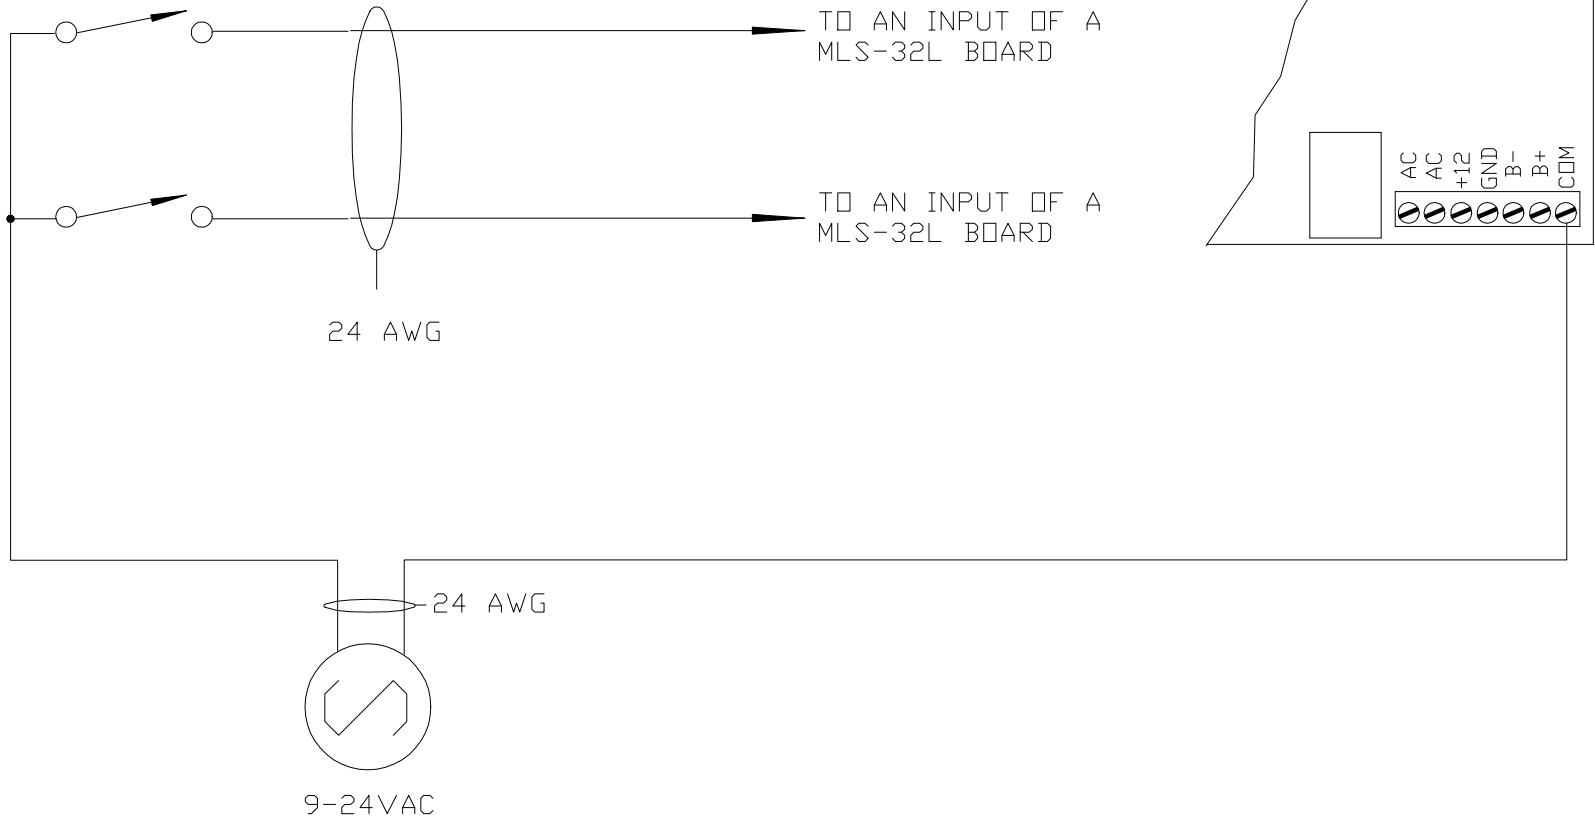 TO AN INPUT OF A
MLS-32L BOARD
AC
AC
+12
GND
B-
B+
COM
TO AN INPUT OF A
MLS-32L BOARD
24 AWG
24 AWG
9-24VAC